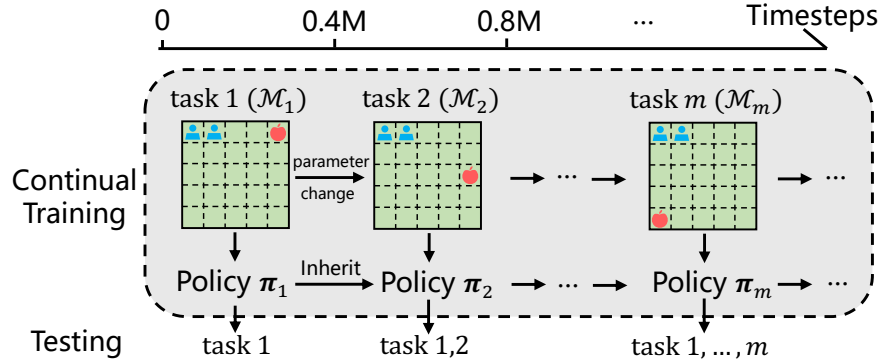 0 0.4M 0.8M ... Timesteps
task 1 (ℳ₁) task 2 (ℳ₂) task m (ℳₘ)
parameter
change
... ...
Continual
Training
Policy π₁ Inherit Policy π₂ ... Policy πₘ ...
Testing task 1 task 1,2 task 1, ..., m